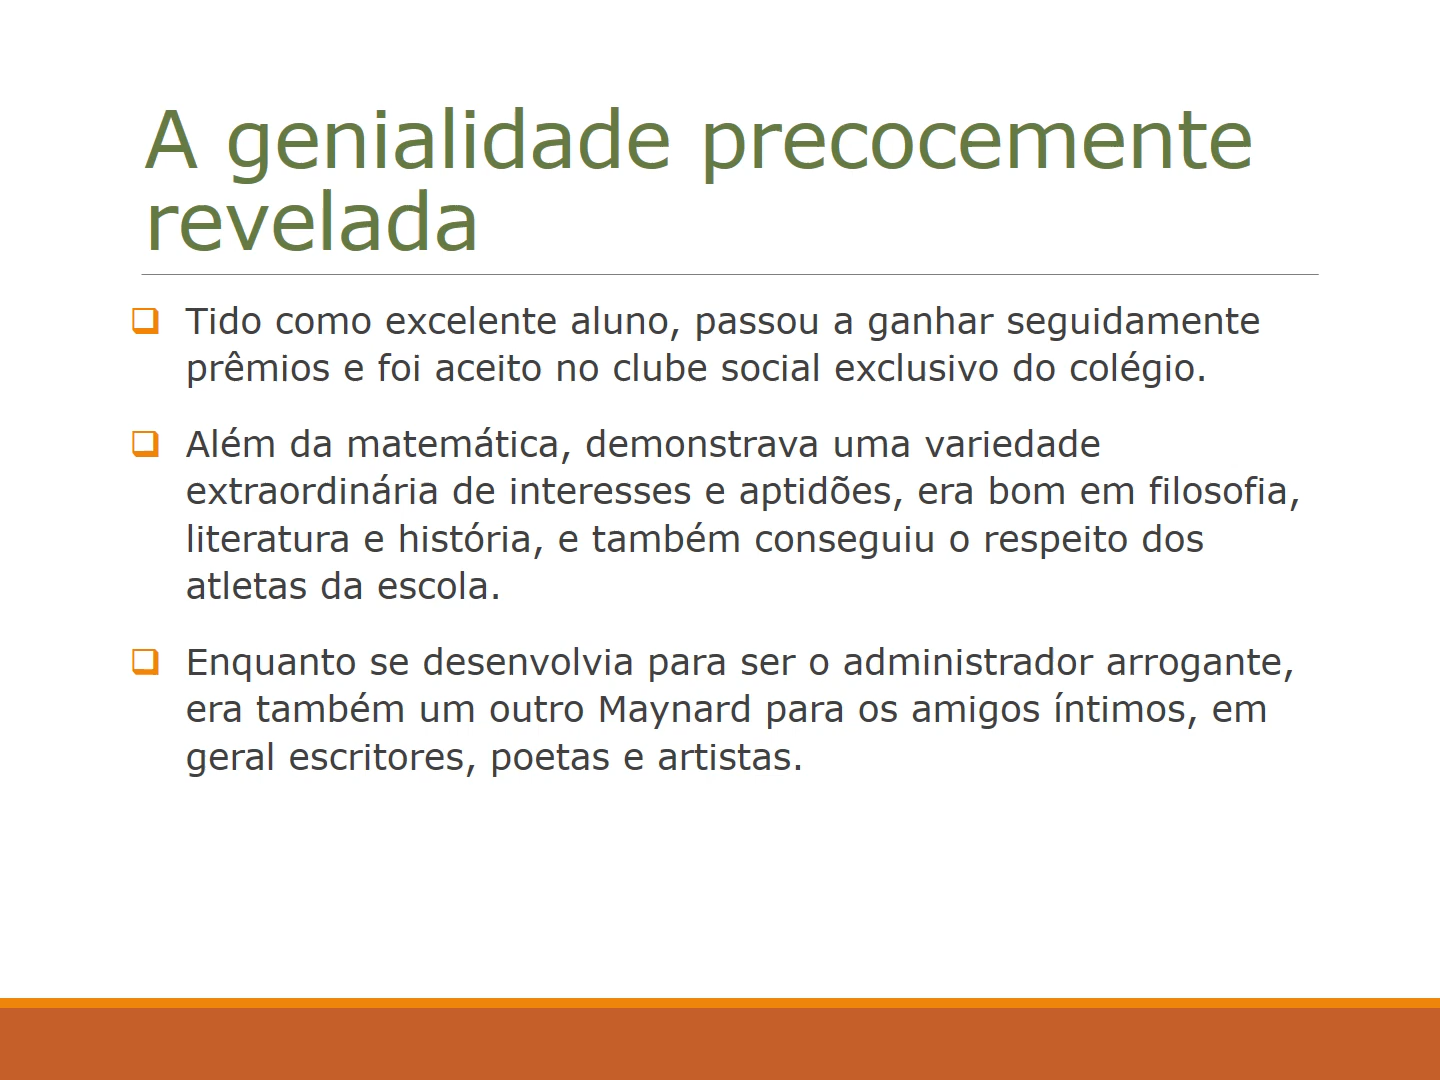 A genialidade precocemente
revelada
Tido como excelente aluno, passou a ganhar seguidamente
prêmios e foi aceito no clube social exclusivo do colégio.
Além da matemática, demonstrava uma variedade
extraordinária de interesses e aptidões, era bom em filosofia,
literatura e história, e também conseguiu o respeito dos
atletas da escola.
Enquanto se desenvolvia para ser o administrador arrogante,
era também um outro Maynard para os amigos íntimos, em
geral escritores, poetas e artistas.